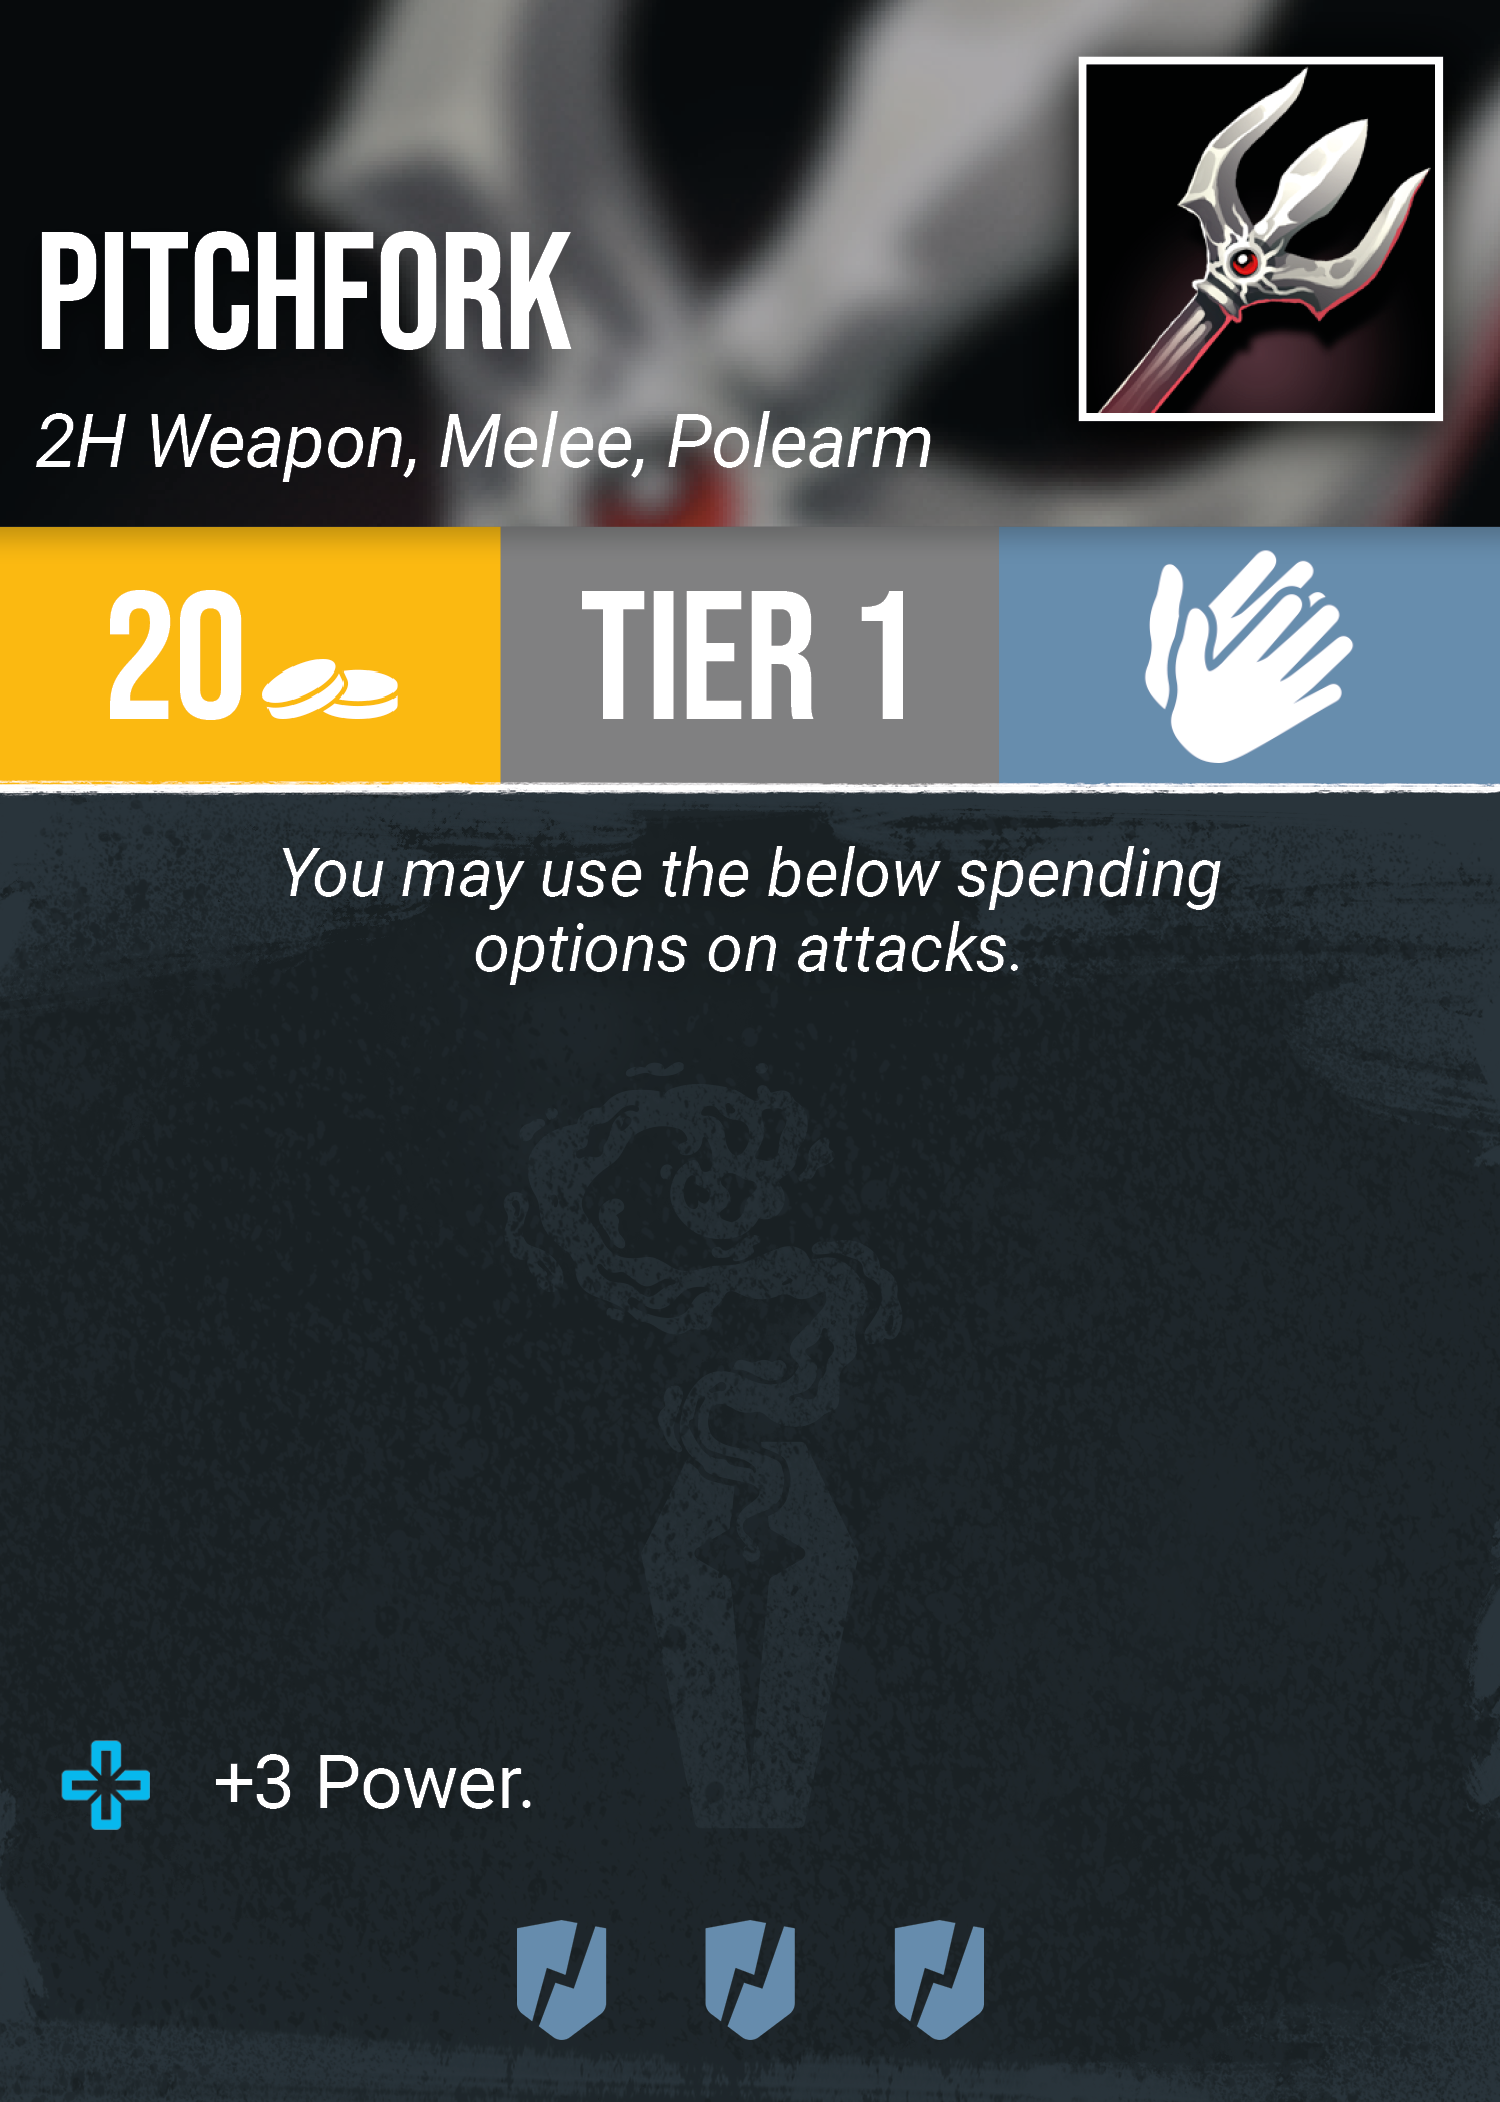 PITCHFORK
2H Weapon, Melee, Polearm
20
TIER 1
You may use the below spending
options on attacks.
+3 Power.